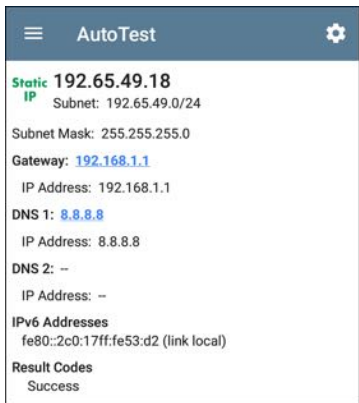 AutoTest
Static IP 192.65.49.18
Subnet: 192.65.49.0/24
Subnet Mask: 255.255.255.0
Gateway: 192.168.1.1
IP Address: 192.168.1.1
DNS 1: 8.8.8.8
IP Address: 8.8.8.8
DNS 2: --
IP Address: --
IPv6 Addresses
fe80::2c0:17ff:fe53:d2 (link local)
Result Codes
Success